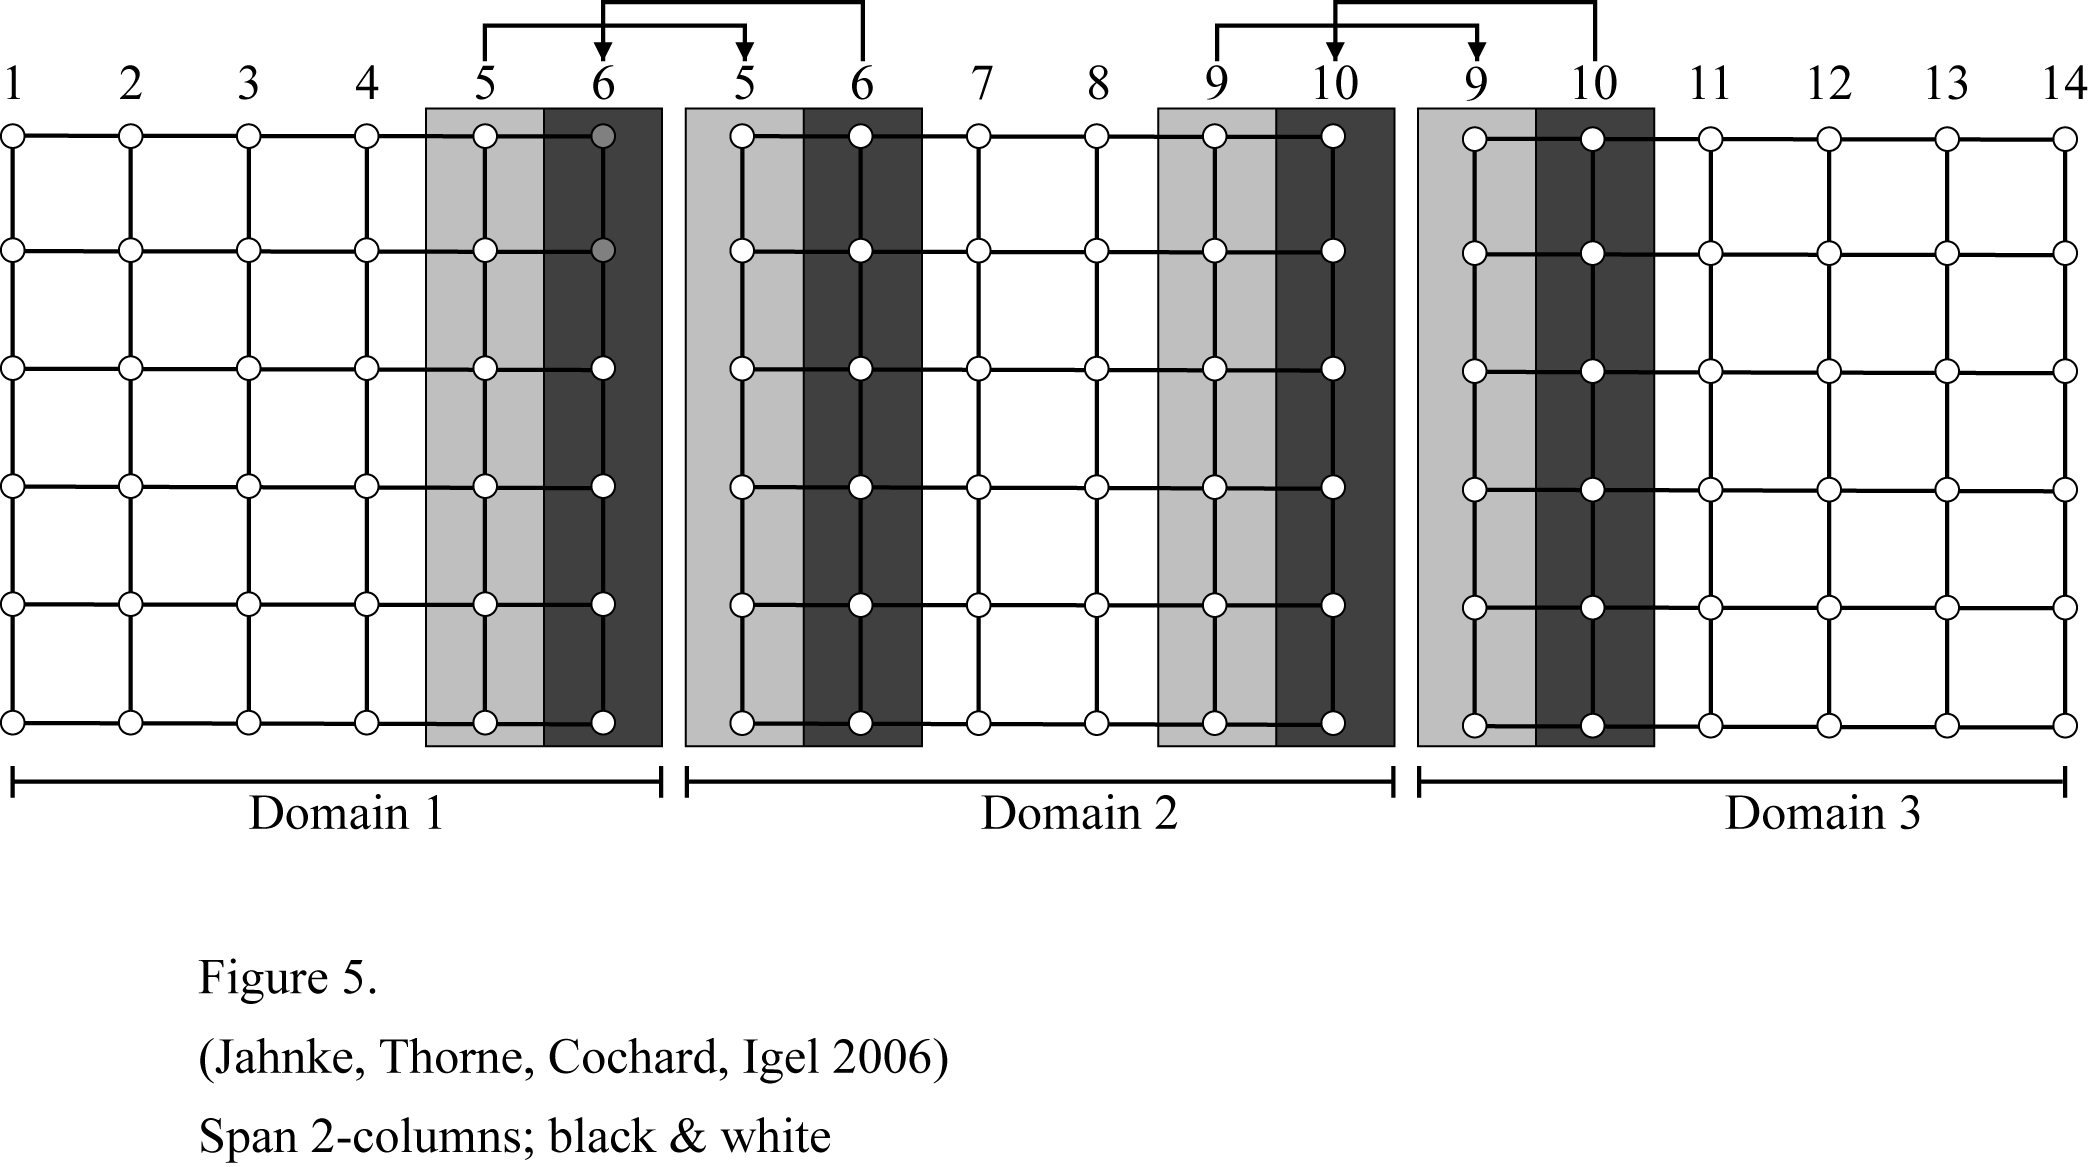 1 2 3 4 5 6 5 6 7 8 9 10 9 10 11 12 13 14
Domain 1 Domain 2 Domain 3
Figure 5.
(Jahnke, Thorne, Cochard, Igel 2006)
Span 2-columns; black & white